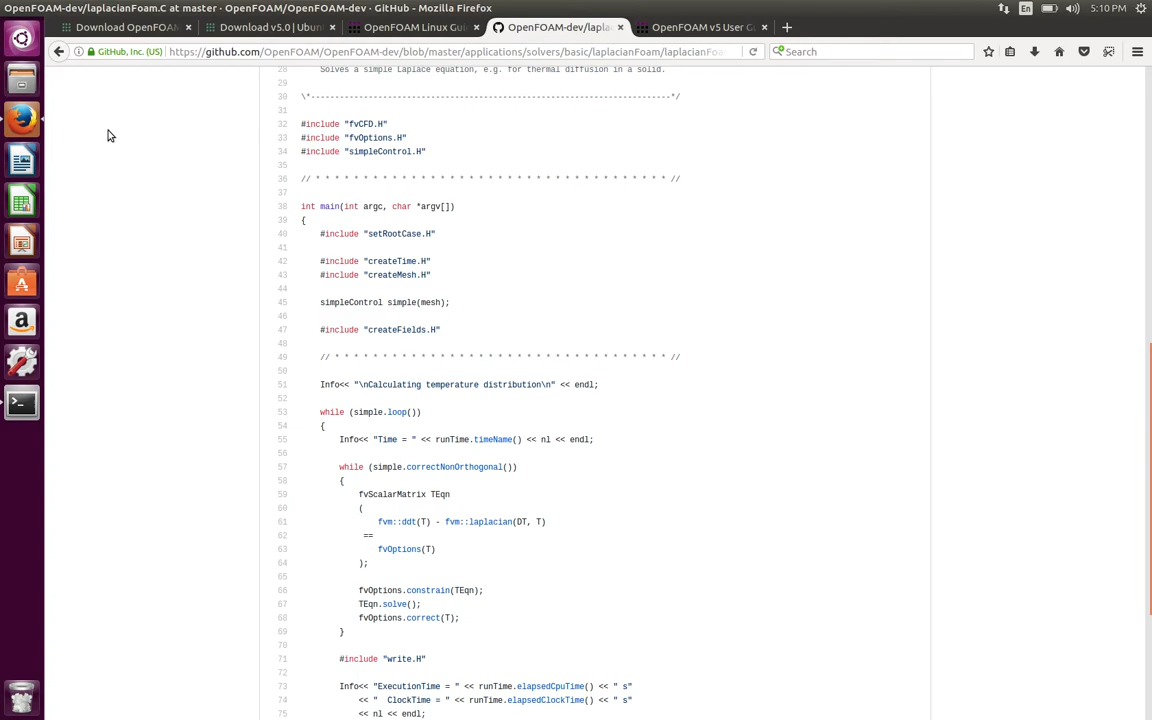 OpenFOAM-dev/laplacianFoam.C at master · OpenFOAM/OpenFOAM-dev · GitHub - Mozilla Firefox
En
5:10 PM
Download OpenFOAM
Download v5.0 | Ubun
OpenFOAM Linux Gui
OpenFOAM-dev/lapla
OpenFOAM v5 User G
GitHub, Inc. (US)
https://github.com/OpenFOAM/OpenFOAM-dev/blob/master/applications/solvers/basic/laplacianFoam/laplacianFoam
Search
28 Solves a simple Laplace equation, e.g. for thermal diffusion in a solid.
29
30 \*---------------------------------------------------------------------------*/
31
32 #include "fvCFD.H"
33 #include "fvOptions.H"
34 #include "simpleControl.H"
35
36 // * * * * * * * * * * * * * * * * * * * * * * * * * * * * * * * * * * * * * //
37
38 int main(int argc, char *argv[])
39 {
40 #include "setRootCase.H"
41
42 #include "createTime.H"
43 #include "createMesh.H"
44
45 simpleControl simple(mesh);
46
47 #include "createFields.H"
48
49 // * * * * * * * * * * * * * * * * * * * * * * * * * * * * * * * * * * * //
50
51 Info<< "\nCalculating temperature distribution\n" << endl;
52
53 while (simple.loop())
54 {
55 Info<< "Time = " << runTime.timeName() << nl << endl;
56
57 while (simple.correctNonOrthogonal())
58 {
59 fvScalarMatrix TEqn
60 (
61 fvm::ddt(T) - fvm::laplacian(DT, T)
62 ==
63 fvOptions(T)
64 );
65
66 fvOptions.constrain(TEqn);
67 TEqn.solve();
68 fvOptions.correct(T);
69 }
70
71 #include "write.H"
72
73 Info<< "ExecutionTime = " << runTime.elapsedCpuTime() << " s"
74 << "  ClockTime = " << runTime.elapsedClockTime() << " s"
75 << nl << endl;